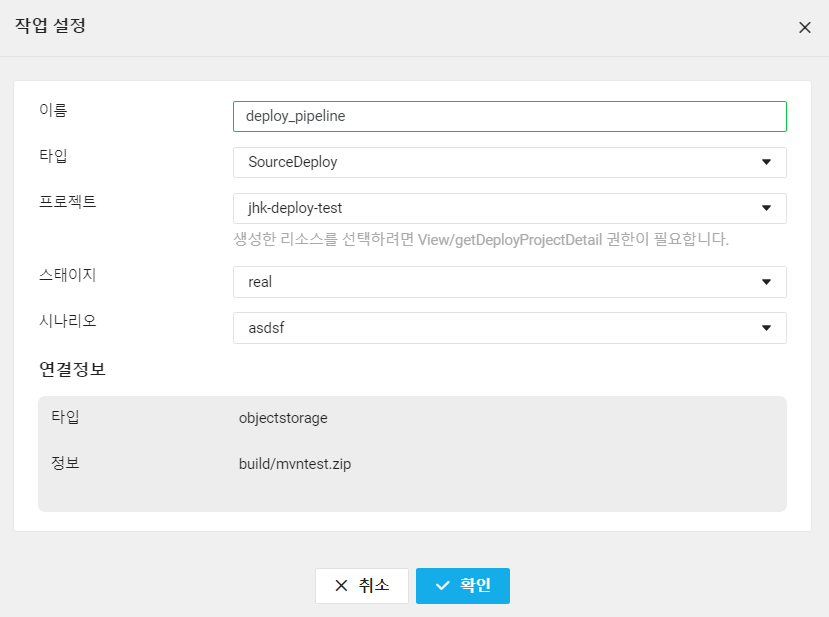 작업 설정
이름
deploy_pipeline
타입
SourceDeploy
프로젝트
jhk-deploy-test
생성한 리소스를 선택하려면 View/getDeployProjectDetail 권한이 필요합니다.
스태이지
real
시나리오
asdsf
연결정보
타입
objectstorage
정보
build/mvntest.zip
취소
확인